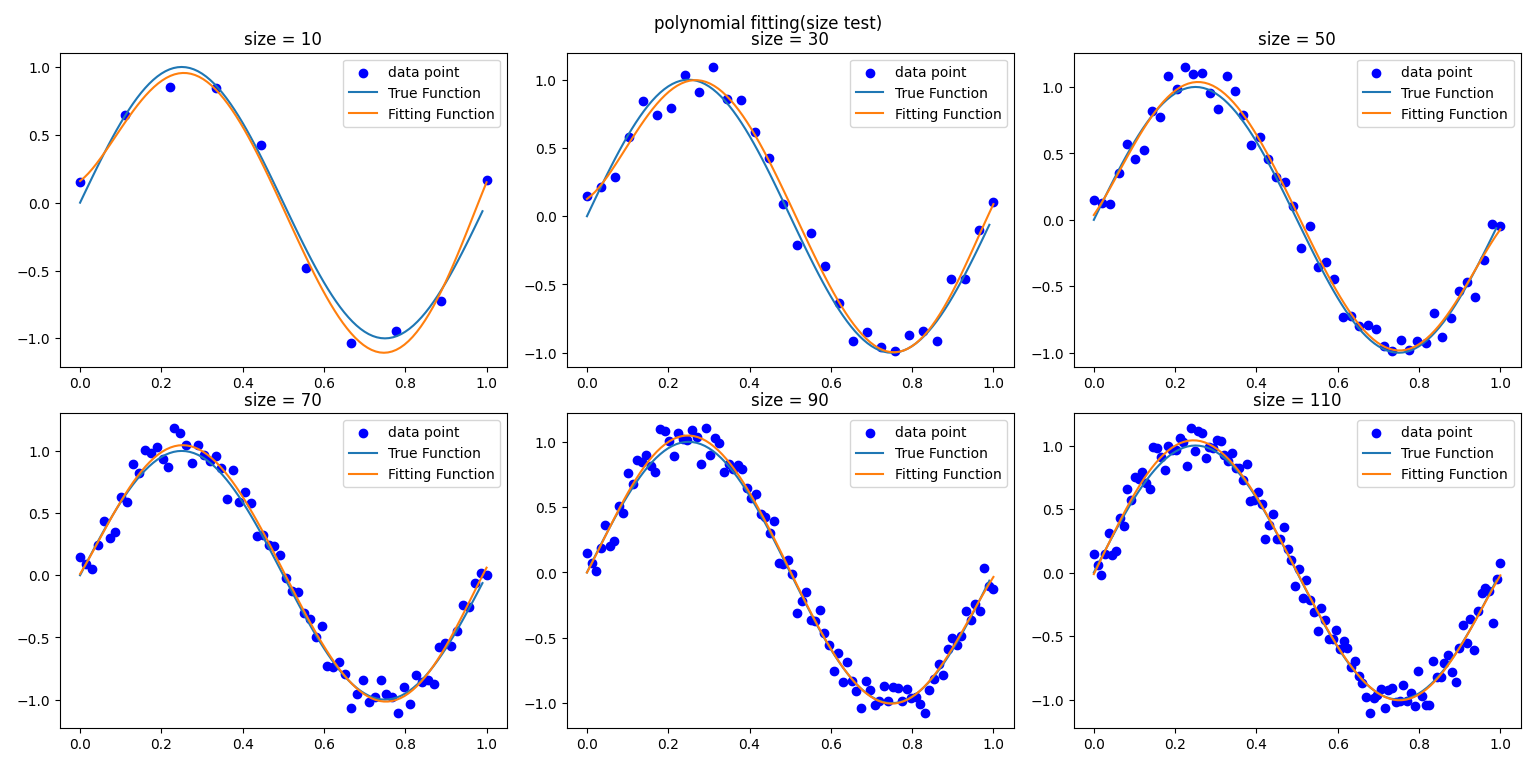 polynomial fitting(size test)
size = 10
1.0
0.5
0.0
−0.5
−1.0
0.0 0.2 0.4 0.6 0.8 1.0
data point
True Function
Fitting Function
size = 30
1.0
0.5
0.0
−0.5
−1.0
0.0 0.2 0.4 0.6 0.8 1.0
data point
True Function
Fitting Function
size = 50
1.0
0.5
0.0
−0.5
−1.0
0.0 0.2 0.4 0.6 0.8 1.0
data point
True Function
Fitting Function
size = 70
1.0
0.5
0.0
−0.5
−1.0
0.0 0.2 0.4 0.6 0.8 1.0
data point
True Function
Fitting Function
size = 90
1.0
0.5
0.0
−0.5
−1.0
0.0 0.2 0.4 0.6 0.8 1.0
data point
True Function
Fitting Function
size = 110
1.0
0.5
0.0
−0.5
−1.0
0.0 0.2 0.4 0.6 0.8 1.0
data point
True Function
Fitting Function